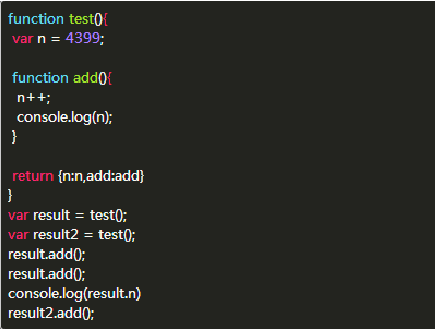 function test(){
var n = 4399;
function add(){
n++;
console.log(n);
}
return {n:n,add:add}
}
var result = test();
var result2 = test();
result.add();
result.add();
console.log(result.n)
result2.add();